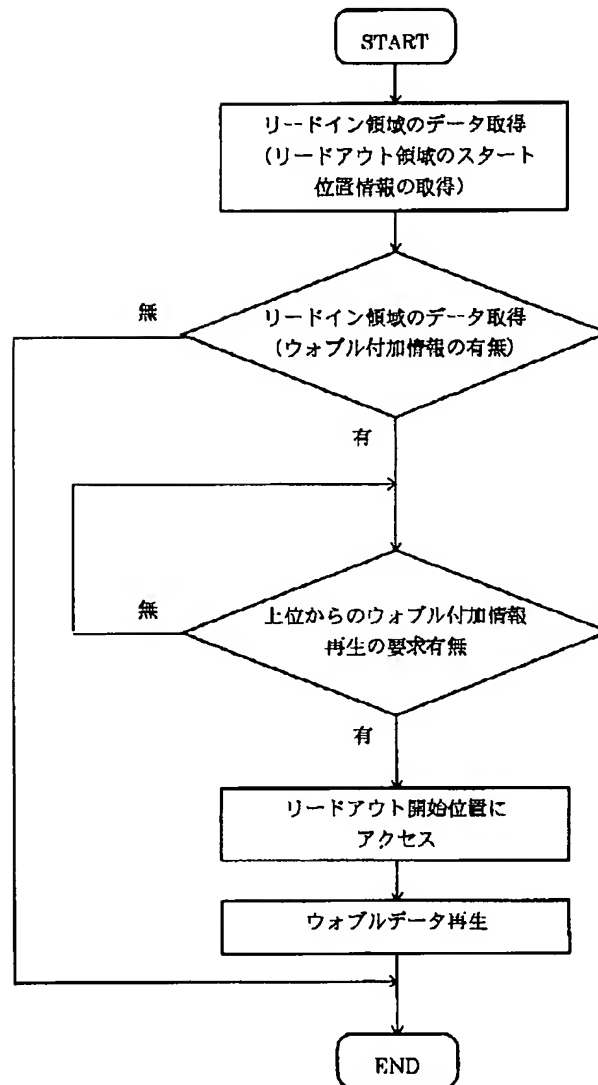 START
リードイン領域のデータ取得
(リードアウト領域のスタート
位置情報の取得)
無
リードイン領域のデータ取得
(ウォブル付加情報の有無)
有
無
上位からのウォブル付加情報
再生の要求有無
有
リードアウト開始位置に
アクセス
ウォブルデータ再生
END